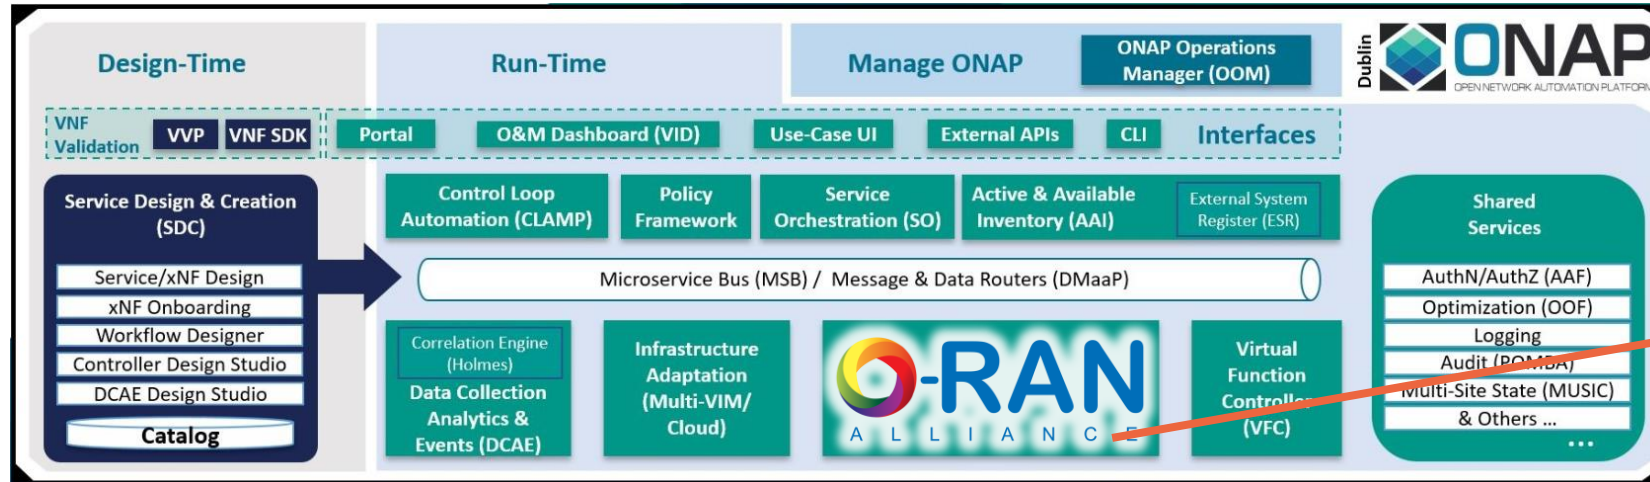 Design-Time
Run-Time
Manage ONAP
ONAP Operations
Manager (OOM)
Dublin
ONAP
OPEN NETWORK AUTOMATION PLATFORM
VNF
Validation
VVP
VNF SDK
Portal
O&M Dashboard (VID)
Use-Case UI
External APIs
CLI
Interfaces
Service Design & Creation
(SDC)
Service/xNF Design
xNF Onboarding
Workflow Designer
Controller Design Studio
DCAE Design Studio
Catalog
Control Loop
Automation (CLAMP)
Policy
Framework
Service
Orchestration (SO)
Active & Available
Inventory (AAI)
External System
Register (ESR)
Microservice Bus (MSB) / Message & Data Routers (DMaaP)
Correlation Engine
(Holmes)
Data Collection
Analytics &
Events (DCAE)
Infrastructure
Adaptation
(Multi-VIM/
Cloud)
O-RAN
ALLIANCE
Virtual
Function
Controller
(VFC)
Shared
Services
AuthN/AuthZ (AAF)
Optimization (OOF)
Logging
Audit (POMBA)
Multi-Site State (MUSIC)
& Others ...
...